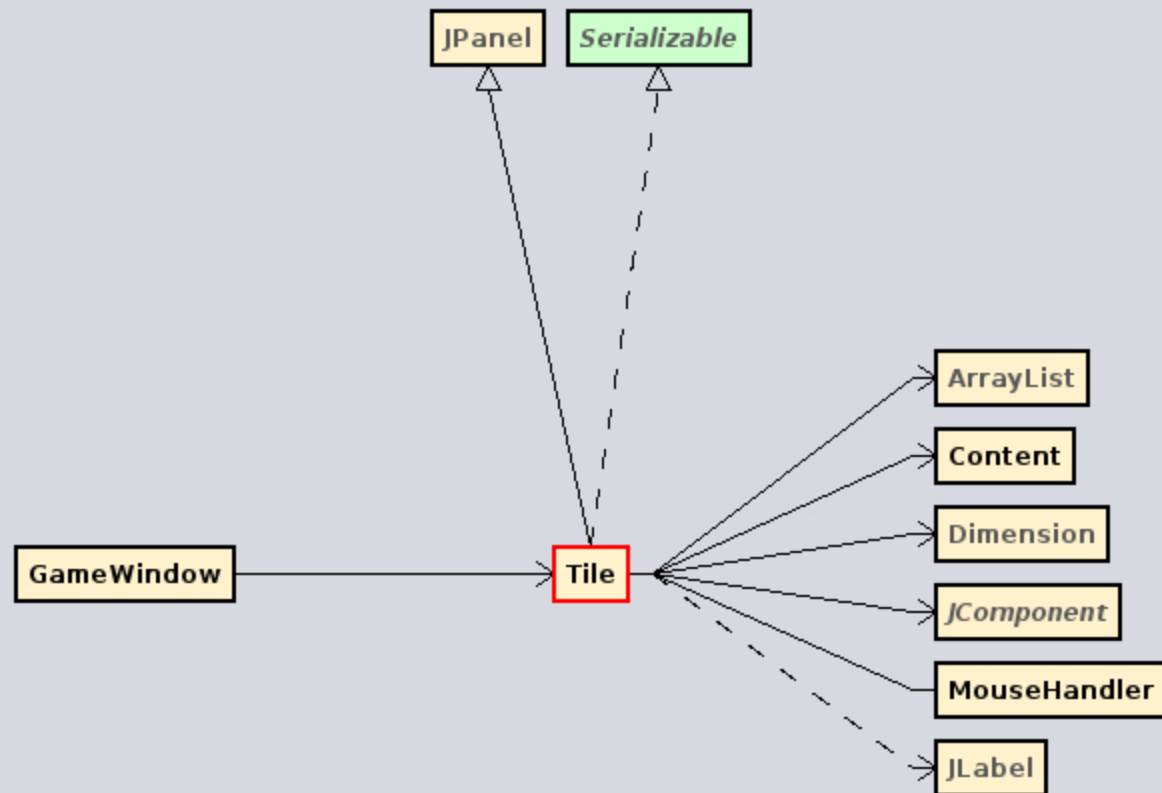 JPanel
Serializable
ArrayList
Content
Dimension
GameWindow
Tile
JComponent
MouseHandler
JLabel